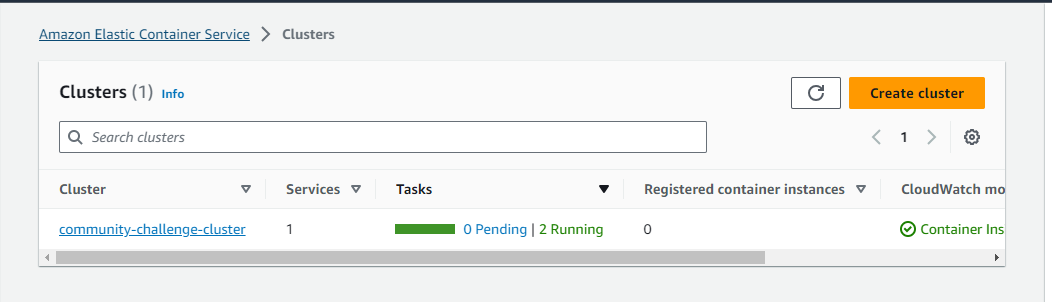 Amazon Elastic Container Service > Clusters
Clusters (1) Info
Create cluster
Search clusters
1
Cluster Services Tasks Registered container instances CloudWatch mo
community-challenge-cluster 1 0 Pending | 2 Running 0 Container Ins